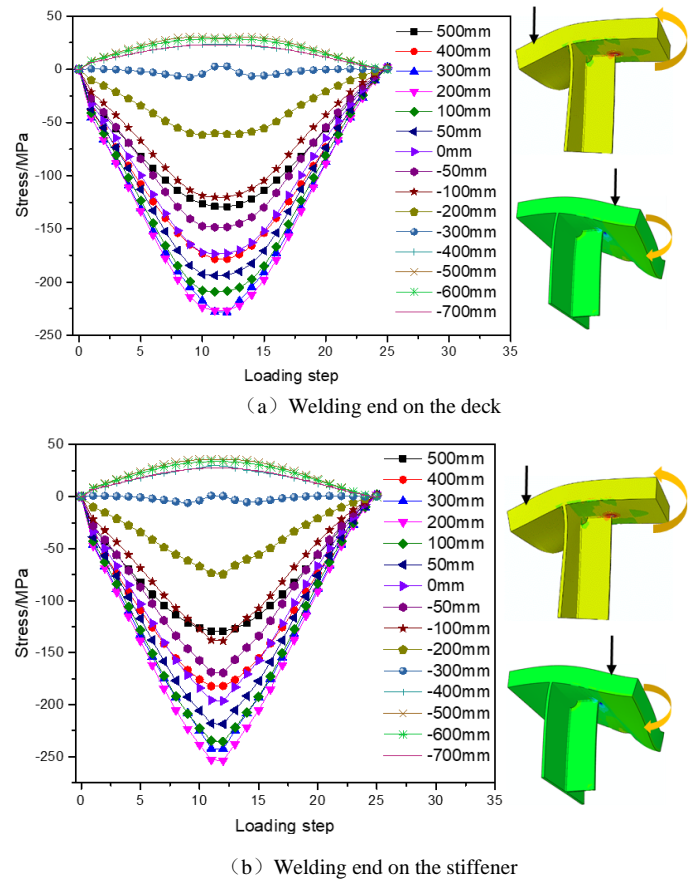 50
0
-50
-100
-150
-200
-250
Stress/MPa
0
5
10
15
20
25
30
35
Loading step
500mm
400mm
300mm
200mm
100mm
50mm
0mm
-50mm
-100mm
-200mm
-300mm
-400mm
-500mm
-600mm
-700mm
（a）Welding end on the deck
50
0
-50
-100
-150
-200
-250
Stress/MPa
0
5
10
15
20
25
30
35
Loading step
500mm
400mm
300mm
200mm
100mm
50mm
0mm
-50mm
-100mm
-200mm
-300mm
-400mm
-500mm
-600mm
-700mm
（b）Welding end on the stiffener